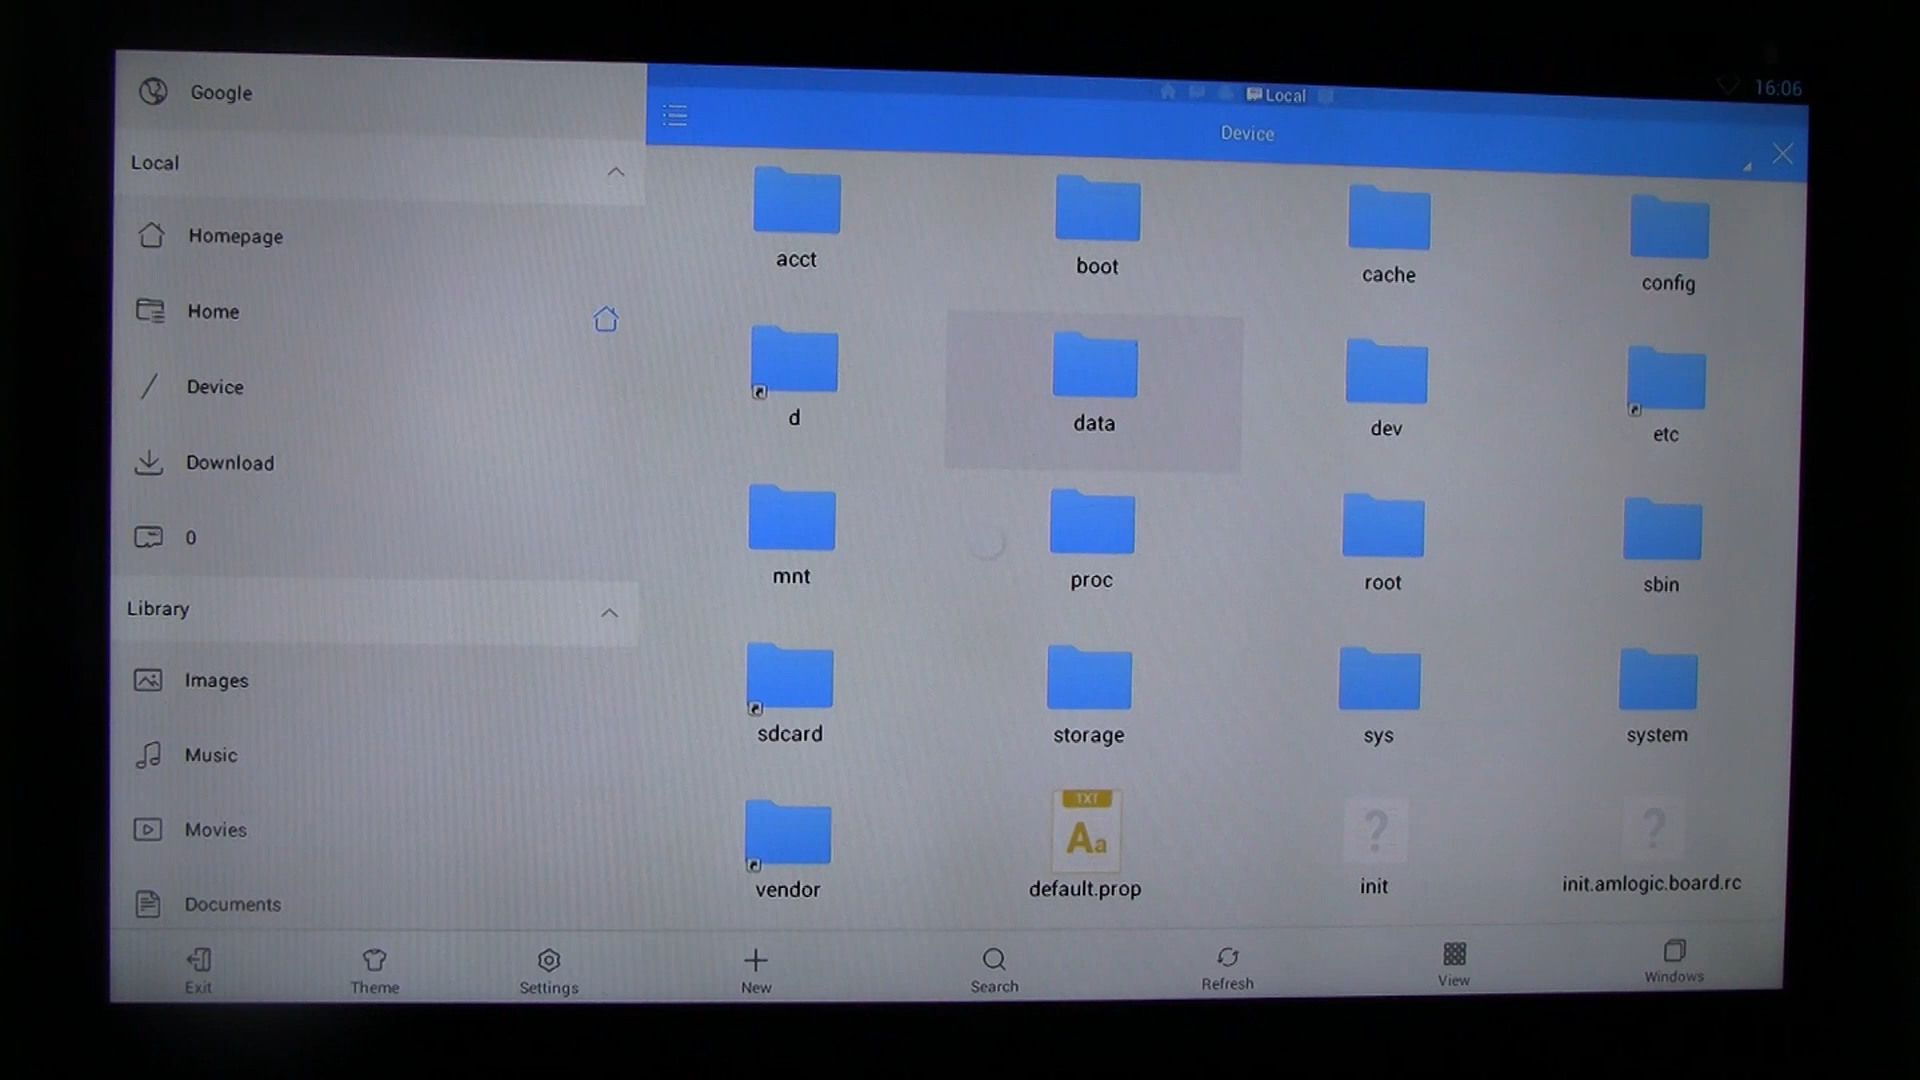 Google
Local
Homepage
Home
Device
Download
0
Library
Images
Music
Movies
Documents
Exit
Theme
Settings
Local
16:06
Device
acct
boot
cache
config
d
data
dev
etc
mnt
proc
root
sbin
sdcard
storage
sys
system
TXT
Aa
?
?
vendor
default.prop
init
init.amlogic.board.rc
New
Search
Refresh
View
Windows